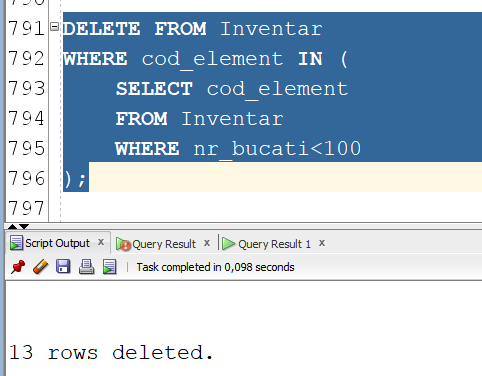 791 DELETE FROM Inventar
792 WHERE cod_element IN (
793 SELECT cod_element
794 FROM Inventar
795 WHERE nr_bucati<100
796 );
797
Script Output x Query Result x Query Result 1 x
Task completed in 0,098 seconds
13 rows deleted.